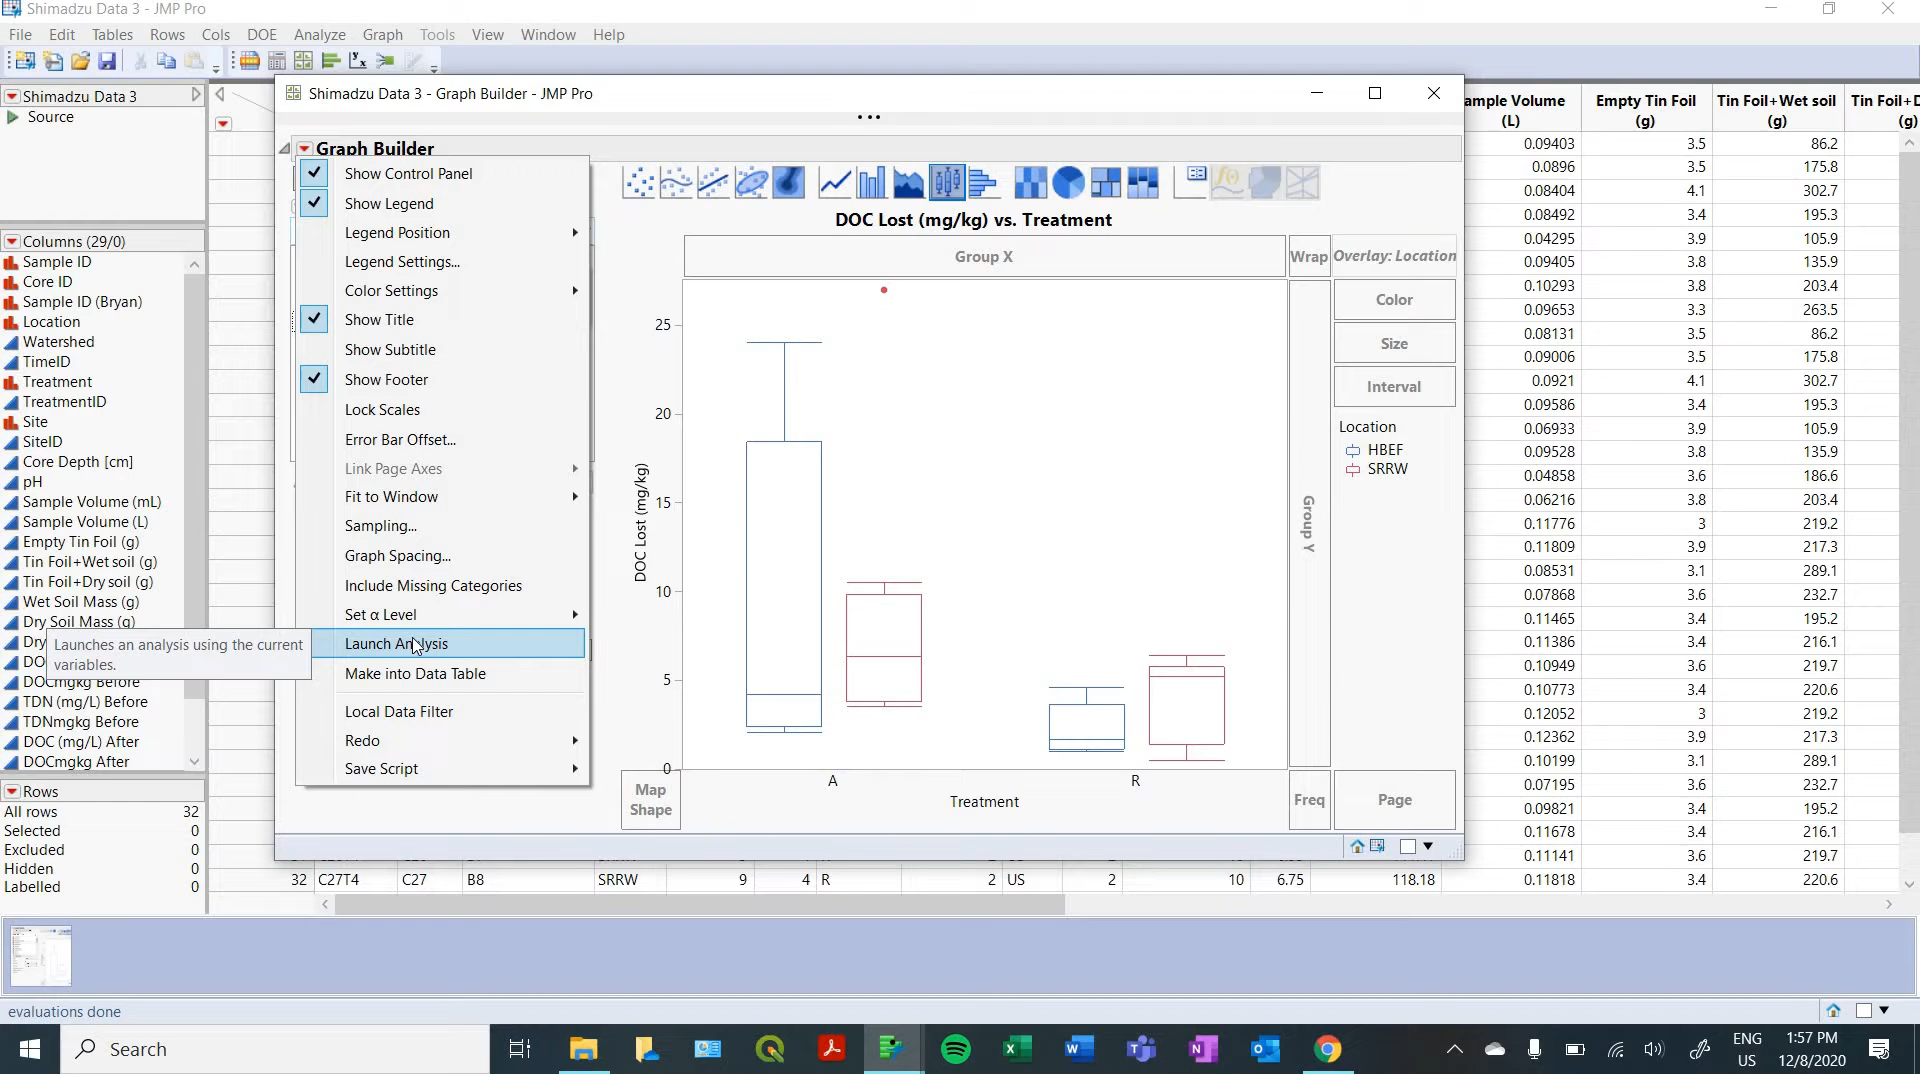 Shimadzu Data 3 - JMP Pro
File Edit Tables Rows Cols DOE Analyze Graph Tools View Window Help
Shimadzu Data 3
Source
Columns (29/0)
Sample ID
Core ID
Sample ID (Bryan)
Location
Watershed
TimeID
Treatment
TreatmentID
Site
SiteID
Core Depth [cm]
pH
Sample Volume (mL)
Sample Volume (L)
Empty Tin Foil (g)
Tin Foil+Wet soil (g)
Tin Foil+Dry soil (g)
Wet Soil Mass (g)
Dry Soil Mass (g)
Launches an analysis using the current
variables.
DOCmgkg Before
TDN (mg/L) Before
TDNmgkg Before
DOC (mg/L) After
DOCmgkg After
Rows
All rows 32
Selected 0
Excluded 0
Hidden 0
Labelled 0
Shimadzu Data 3 - Graph Builder - JMP Pro
Graph Builder
Show Control Panel
Show Legend
Legend Position
Legend Settings...
Color Settings
Show Title
Show Subtitle
Show Footer
Lock Scales
Error Bar Offset...
Link Page Axes
Fit to Window
Sampling...
Graph Spacing...
Include Missing Categories
Set α Level
Launch Analysis
Make into Data Table
Local Data Filter
Redo
Save Script
DOC Lost (mg/kg) vs. Treatment
Group X
Wrap
Overlay: Location
Color
Size
Interval
Location
HBEF
SRRW
Group Y
DOC Lost (mg/kg)
25
20
15
10
5
0
A R
Treatment
Map
Shape
Freq
Page
Empty Tin Foil Tin Foil+Wet soil
(L) (g) (g) (g)
0.09403 3.5 86.2
0.0896 3.5 175.8
0.08404 4.1 302.7
0.08492 3.4 195.3
0.04295 3.9 105.9
0.09405 3.8 135.9
0.10293 3.8 203.4
0.09653 3.3 263.5
0.08131 3.5 86.2
0.09006 3.5 175.8
0.0921 4.1 302.7
0.09586 3.4 195.3
0.06933 3.9 105.9
0.09528 3.8 135.9
0.04858 3.6 186.6
0.06216 3.8 203.4
0.11776 3 219.2
0.11809 3.9 217.3
0.08531 3.1 289.1
0.07868 3.6 232.7
0.11465 3.4 195.2
0.11386 3.4 216.1
0.10949 3.6 219.7
0.10773 3.4 220.6
0.12052 3 219.2
0.12362 3.9 217.3
0.10199 3.1 289.1
0.07195 3.6 232.7
0.09821 3.4 195.2
0.11678 3.4 216.1
0.11141 3.6 219.7
32 C27T4 C27 B8 SRRW 9 4 R 2 US 2 10 6.75 118.18 0.11818 3.4 220.6
evaluations done
Search
ENG
US
1:57 PM
12/8/2020